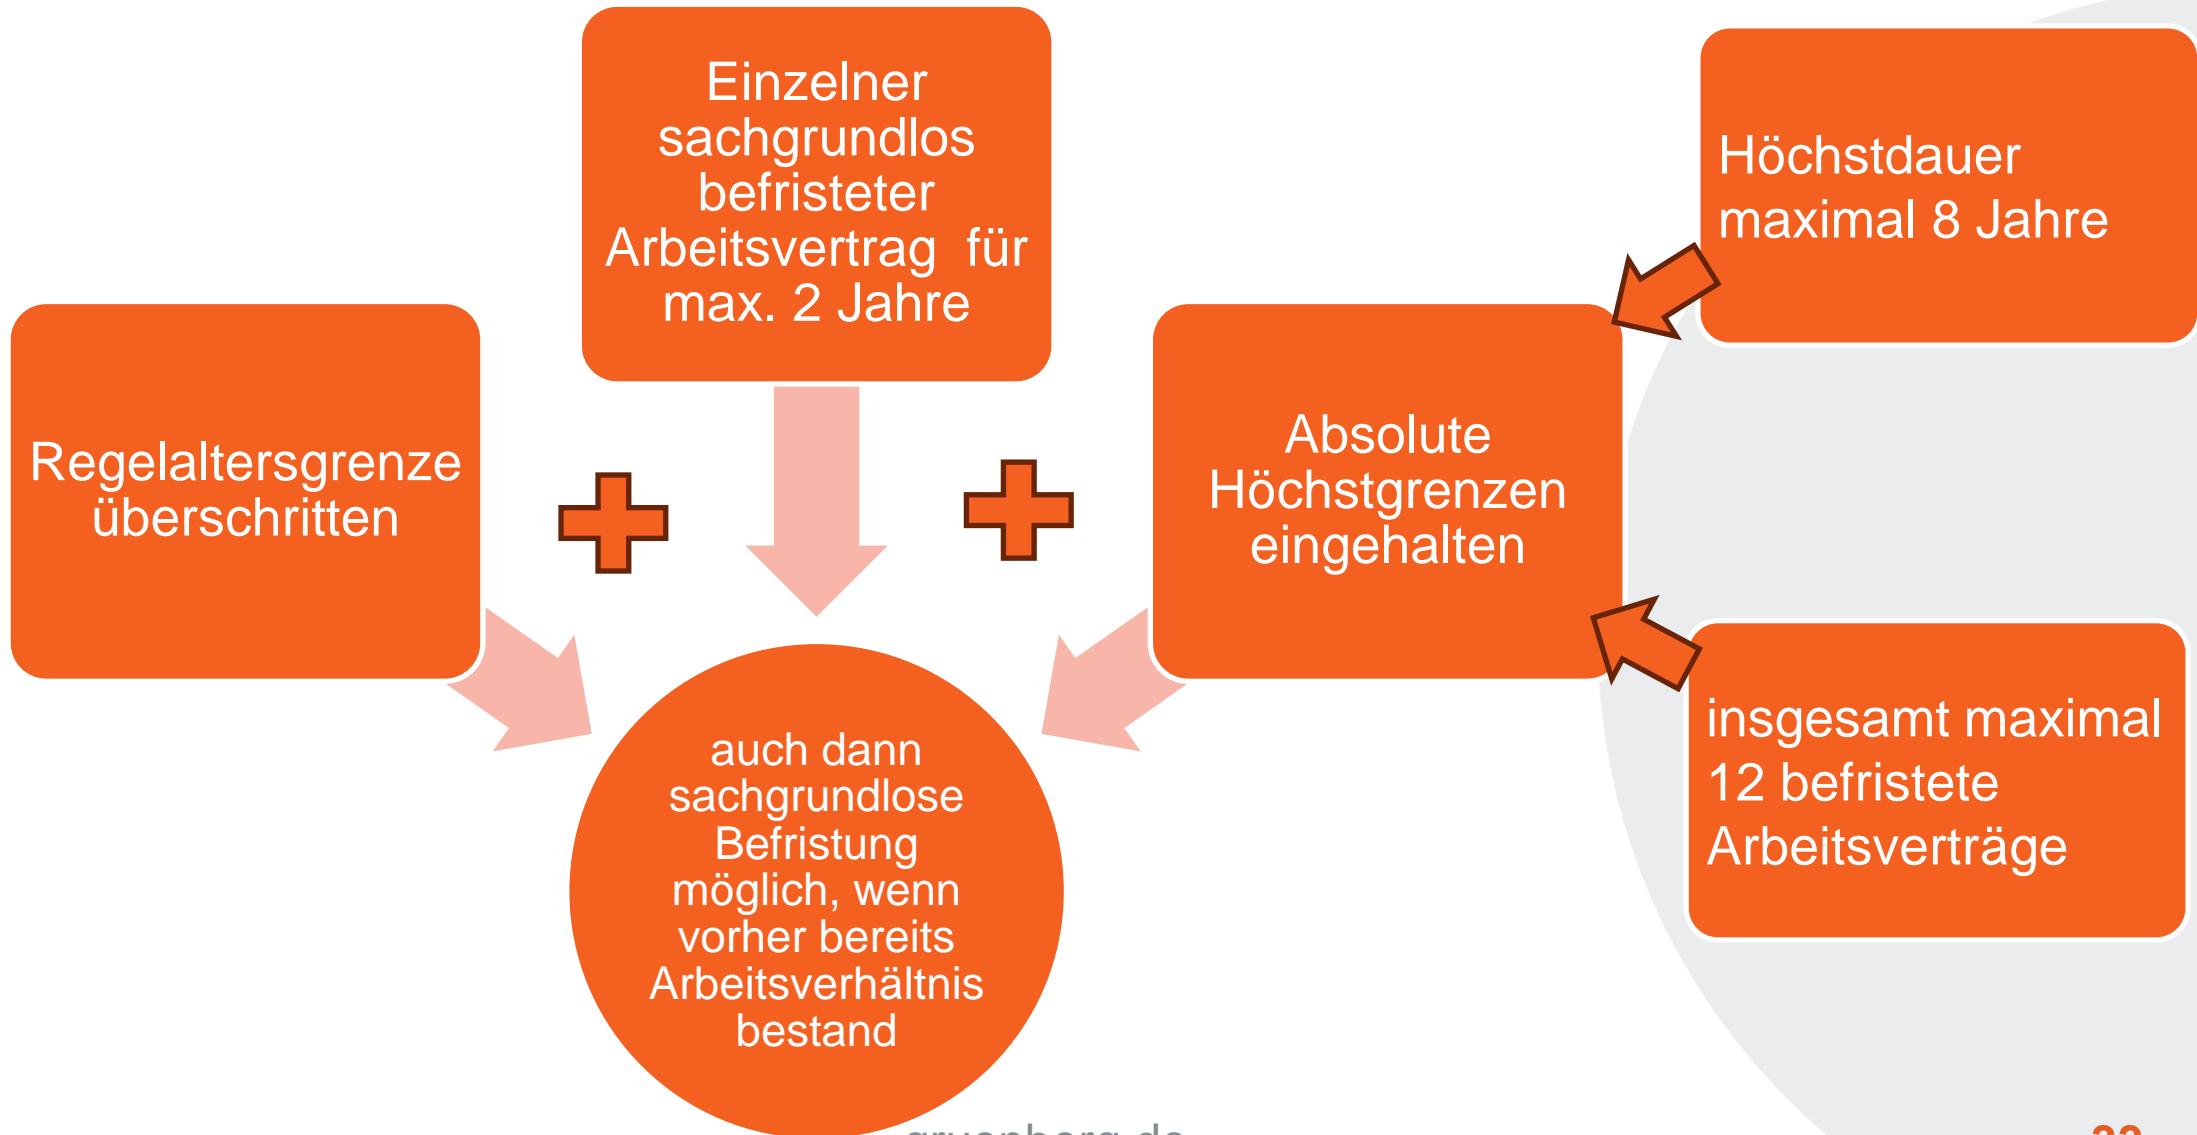 Einzelner
sachgrundlos
befristeter
Arbeitsvertrag für
max. 2 Jahre
Höchstdauer
maximal 8 Jahre
Regelaltersgrenze
überschritten
Absolute
Höchstgrenzen
eingehalten
insgesamt maximal
12 befristete
Arbeitsverträge
auch dann
sachgrundlose
Befristung
möglich, wenn
vorher bereits
Arbeitsverhältnis
bestand